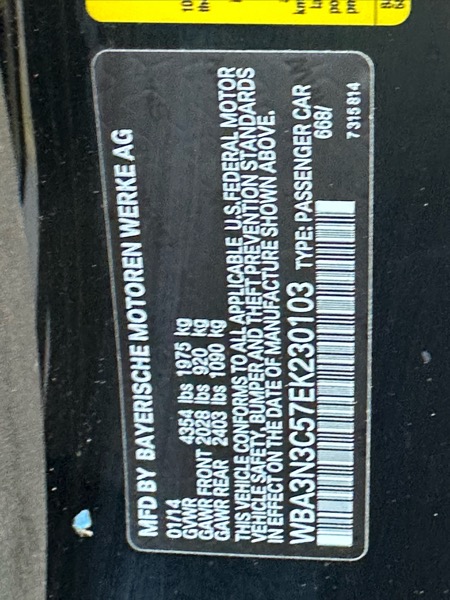 MFD BY BAYERISCHE MOTOREN WERKE AG
01/14
GVWR 4354 lbs 1975 kg
GAWR FRONT 2028 lbs 920 kg
GAWR REAR 2403 lbs 1090 kg
THIS VEHICLE CONFORMS TO ALL APPLICABLE U.S.FEDERAL MOTOR
VEHICLE SAFETY, BUMPER AND THEFT PREVENTION STANDARDS
IN EFFECT ON THE DATE OF MANUFACTURE SHOWN ABOVE.
WBA3N3C57EK230103 TYPE: PASSENGER CAR
668/
7 315 814